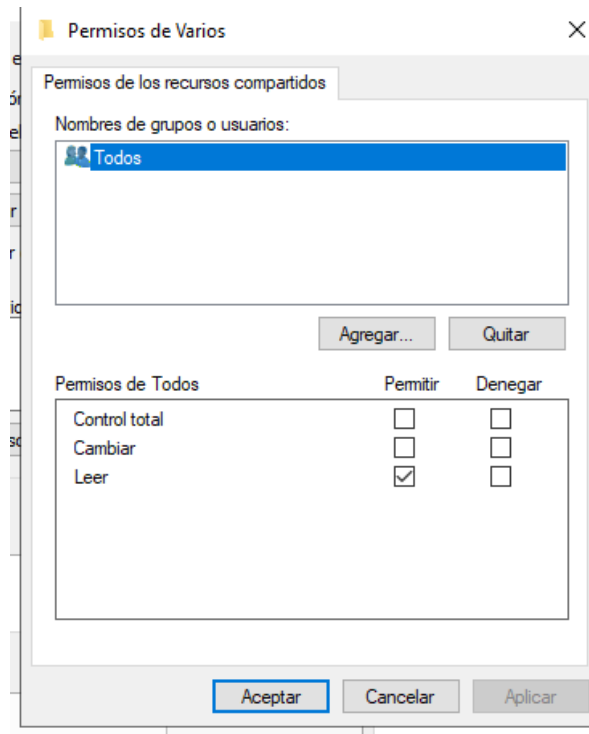 Permisos de Varios
Permisos de los recursos compartidos
Nombres de grupos o usuarios:
Todos
Agregar...
Quitar
Permisos de Todos
Permitir
Denegar
Control total
Cambiar
Leer
Aceptar
Cancelar
Aplicar